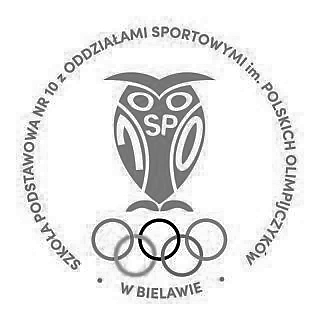 SZKOŁA PODSTAWOWA NR 10 z ODDZIAŁAMI SPORTOWYMI im. POLSKICH OLIMPIJCZYKÓW
SP
10
• W BIELAWIE •